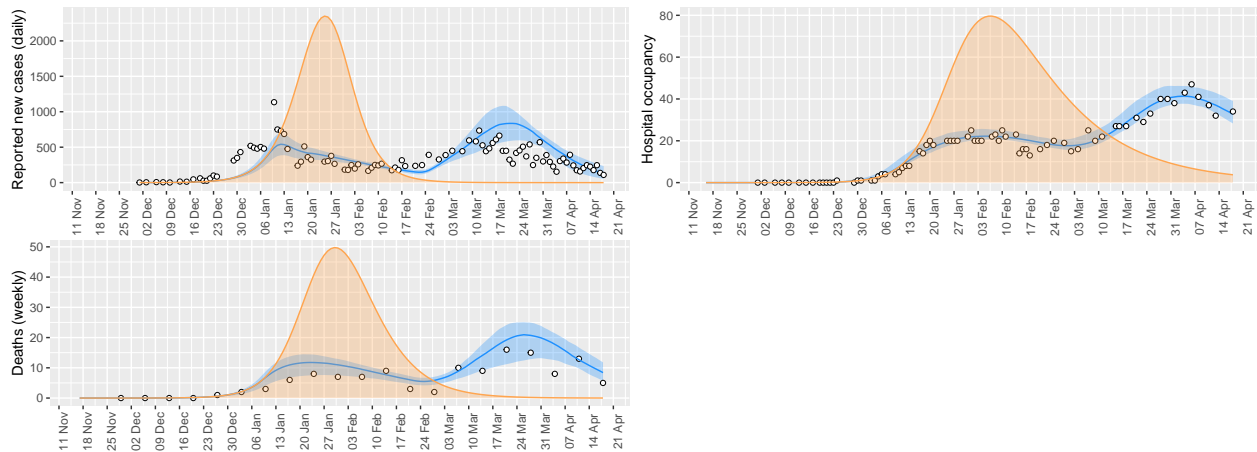 Reported new cases (daily)
2000
1500
1000
500
0
11 Nov
18 Nov
25 Nov
02 Dec
09 Dec
16 Dec
23 Dec
30 Dec
06 Jan
13 Jan
20 Jan
27 Jan
03 Feb
10 Feb
17 Feb
24 Feb
03 Mar
10 Mar
17 Mar
24 Mar
31 Mar
07 Apr
14 Apr
21 Apr
Hospital occupancy
80
60
40
20
0
11 Nov
18 Nov
25 Nov
02 Dec
09 Dec
16 Dec
23 Dec
30 Dec
06 Jan
13 Jan
20 Jan
27 Jan
03 Feb
10 Feb
17 Feb
24 Feb
03 Mar
10 Mar
17 Mar
24 Mar
31 Mar
07 Apr
14 Apr
21 Apr
Deaths (weekly)
50
40
30
20
10
0
11 Nov
18 Nov
25 Nov
02 Dec
09 Dec
16 Dec
23 Dec
30 Dec
06 Jan
13 Jan
20 Jan
27 Jan
03 Feb
10 Feb
17 Feb
24 Feb
03 Mar
10 Mar
17 Mar
24 Mar
31 Mar
07 Apr
14 Apr
21 Apr